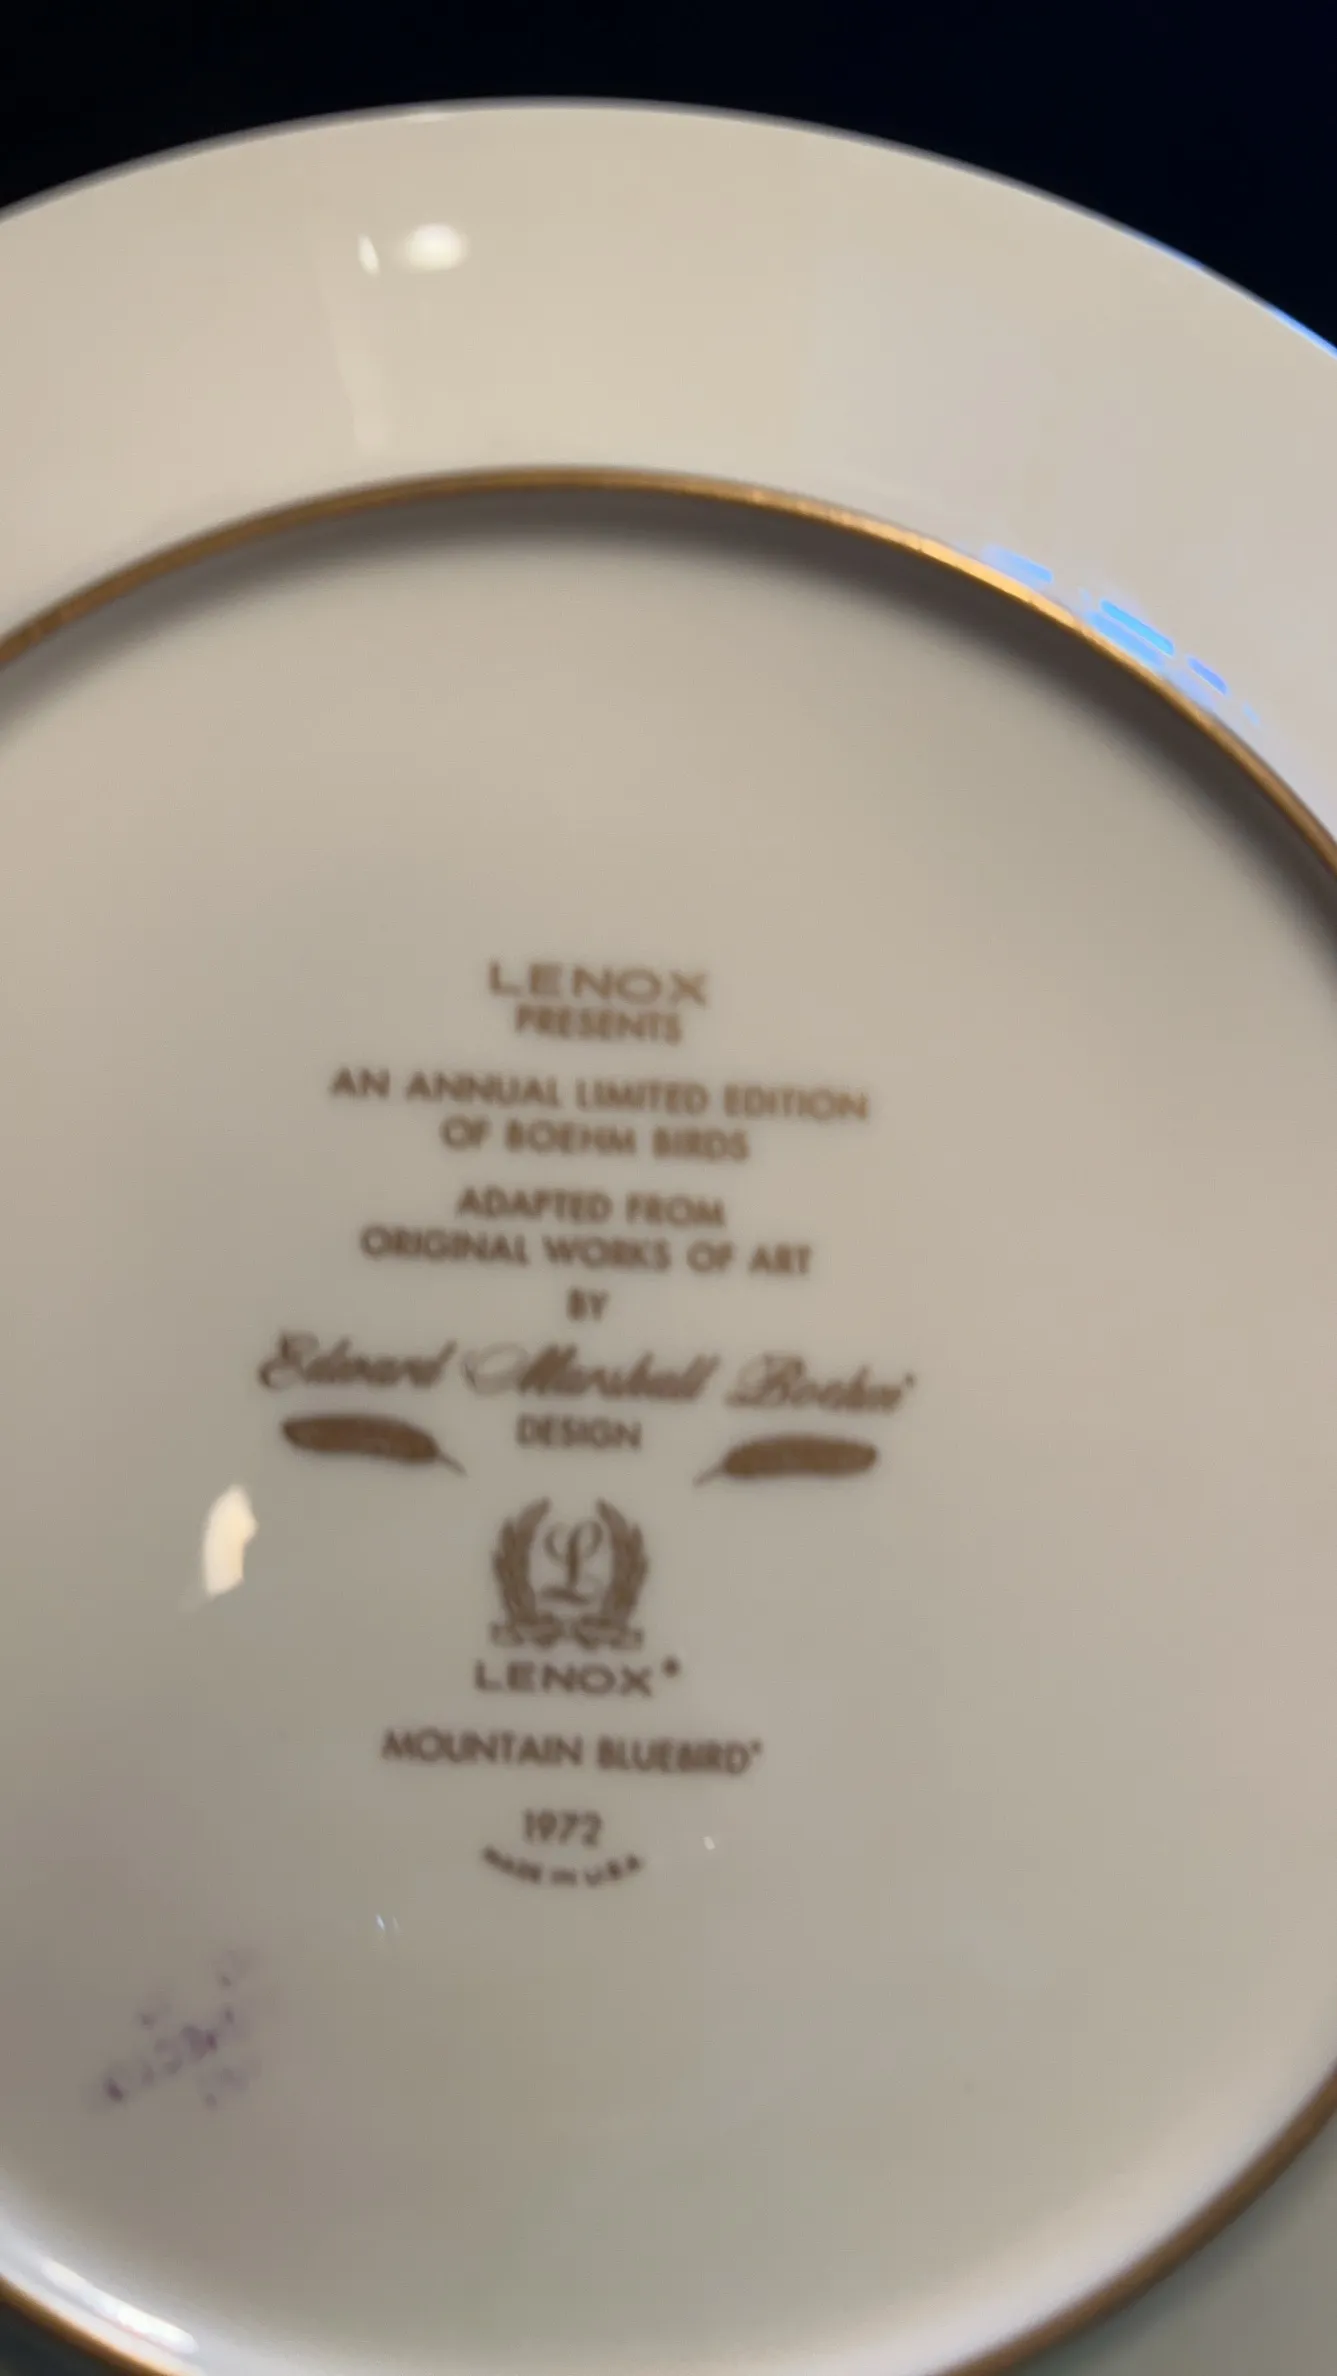 LENOX
PRESENTS
AN ANNUAL LIMITED EDITION
OF BOEHM BIRDS
ADAPTED FROM
ORIGINAL WORKS OF ART
BY
Edward Marshall Boehm
DESIGN
L
LENOX®
MOUNTAIN BLUEBIRD*
1972
MADE IN U.S.A.